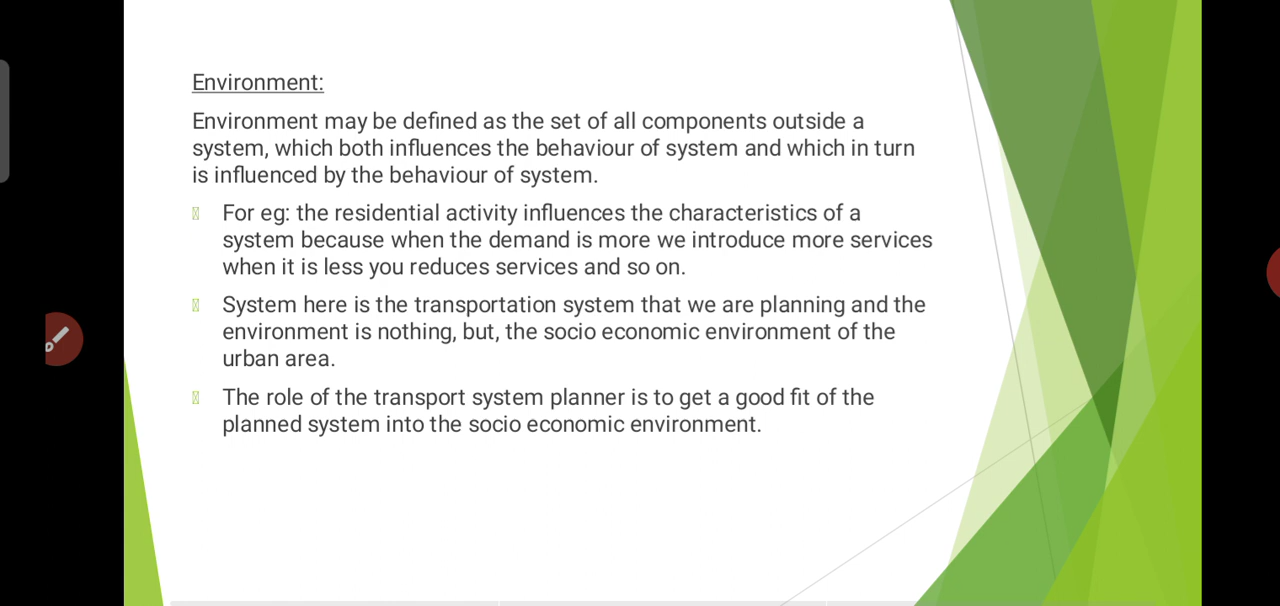 Environment:
Environment may be defined as the set of all components outside a
system, which both influences the behaviour of system and which in turn
is influenced by the behaviour of system.
For eg: the residential activity influences the characteristics of a
system because when the demand is more we introduce more services
when it is less you reduces services and so on.
System here is the transportation system that we are planning and the
environment is nothing, but, the socio economic environment of the
urban area.
The role of the transport system planner is to get a good fit of the
planned system into the socio economic environment.